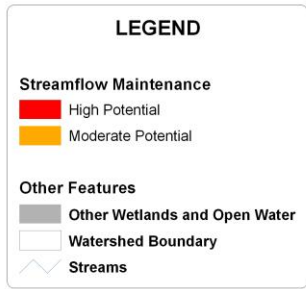 LEGEND
Streamflow Maintenance
High Potential
Moderate Potential
Other Features
Other Wetlands and Open Water
Watershed Boundary
Streams